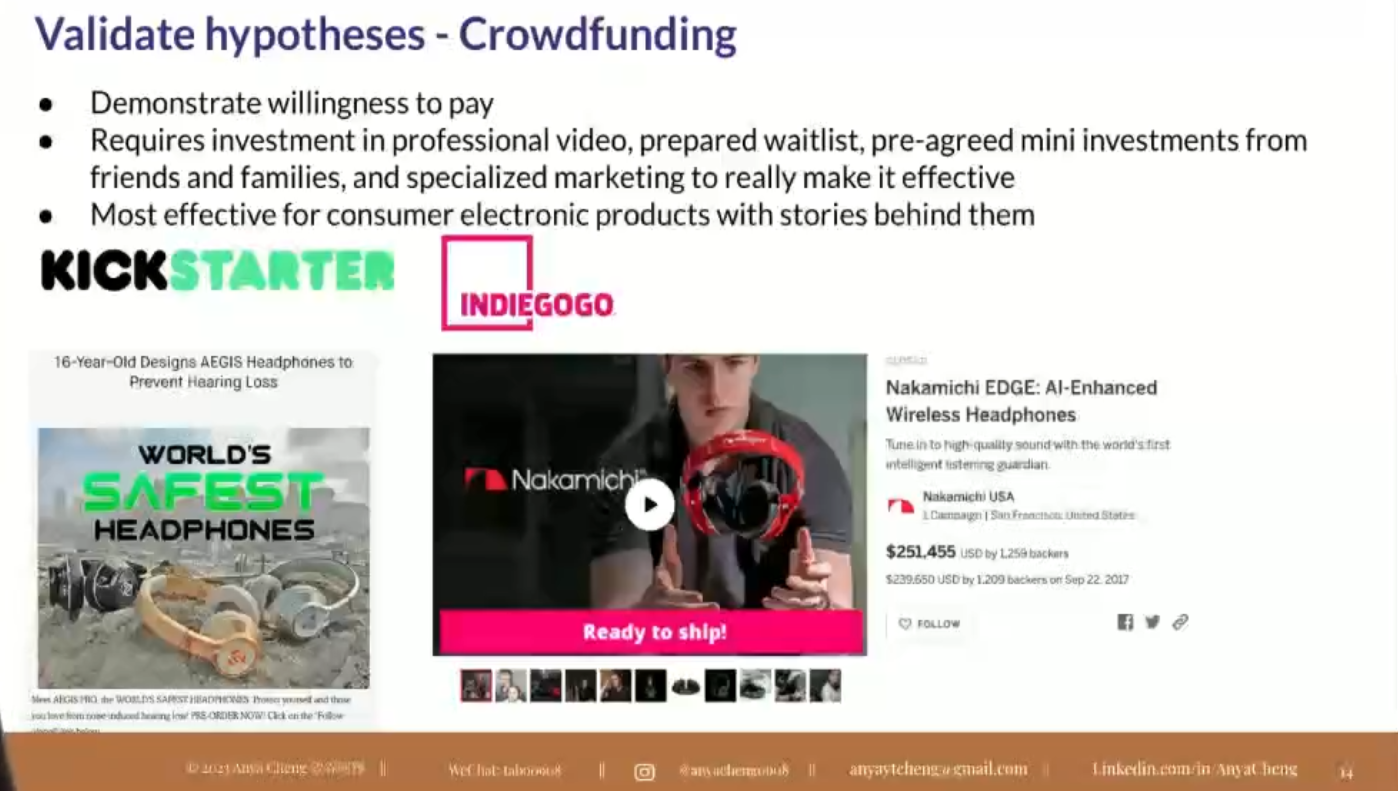 Validate hypotheses - Crowdfunding
● Demonstrate willingness to pay
● Requires investment in professional video, prepared waitlist, pre-agreed mini investments from
friends and families, and specialized marketing to really make it effective
● Most effective for consumer electronic products with stories behind them
KICKSTARTER
INDIEGOGO
16-Year-Old Designs AEGIS Headphones to
Prevent Hearing Loss
WORLD'S
SAFEST
HEADPHONES
Meet AEGIS PRO, the WORLD'S SAFEST HEADPHONES. Protect yourself and those
you love from noise-induced hearing loss! PRE-ORDER NOW! Click on the "Follow
Nakamichi
Ready to ship!
Nakamichi EDGE: AI-Enhanced
Wireless Headphones
Tune in to high-quality sound with the world's first
intelligent listening guardian.
Nakamichi USA
1 Campaign | San Francisco, United States
$251,455 USD by 1,259 backers
$239,650 USD by 1,209 backers on Sep 22, 2017
FOLLOW
© 2023 Anya Cheng || WeChat: tab00908 || @anyachengo908 || anyaytcheng@gmail.com | Linkedin.com/in/AnyaCheng 14